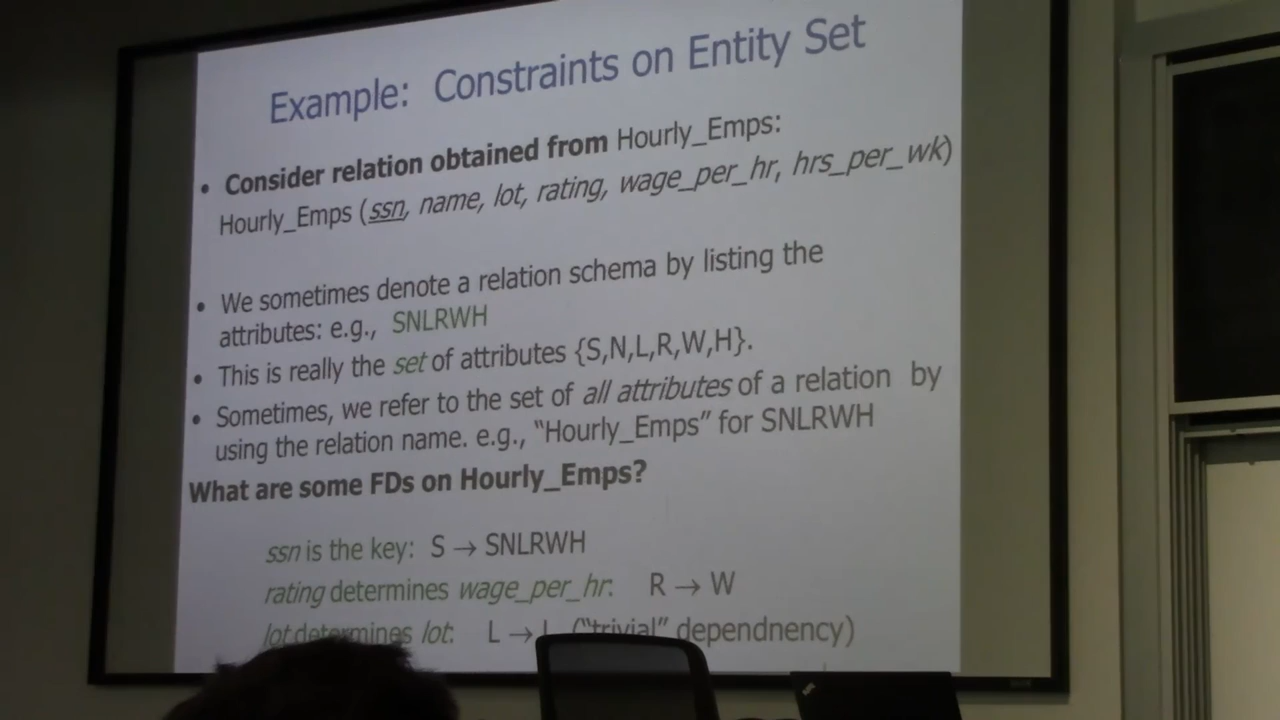 Example: Constraints on Entity Set
• Consider relation obtained from Hourly_Emps:
Hourly_Emps (ssn, name, lot, rating, wage_per_hr, hrs_per_wk)
• We sometimes denote a relation schema by listing the
attributes: e.g., SNLRWH
• This is really the set of attributes {S,N,L,R,W,H}.
• Sometimes, we refer to the set of all attributes of a relation by
using the relation name. e.g., “Hourly_Emps” for SNLRWH
What are some FDs on Hourly_Emps?
ssn is the key: S → SNLRWH
rating determines wage_per_hr: R → W
lot determines lot: L → L (“trivial” dependnency)